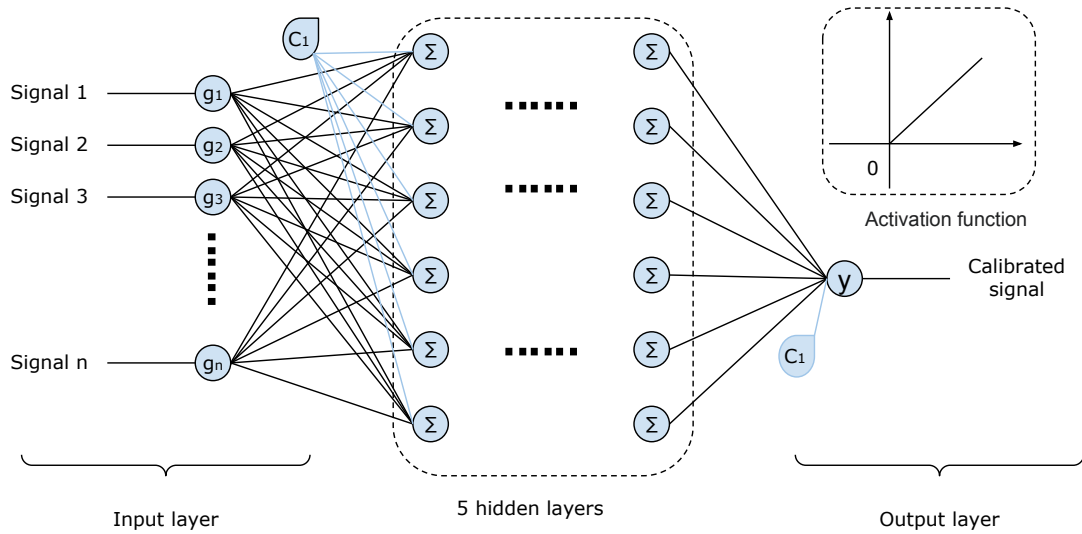 C1
Σ
Σ
Signal 1
g1
Signal 2
g2
Σ
Σ
Signal 3
g3
Σ
Σ
0
Activation function
Σ
Σ
y
Calibrated
signal
Signal n
gn
Σ
Σ
C1
Σ
Σ
Input layer
5 hidden layers
Output layer